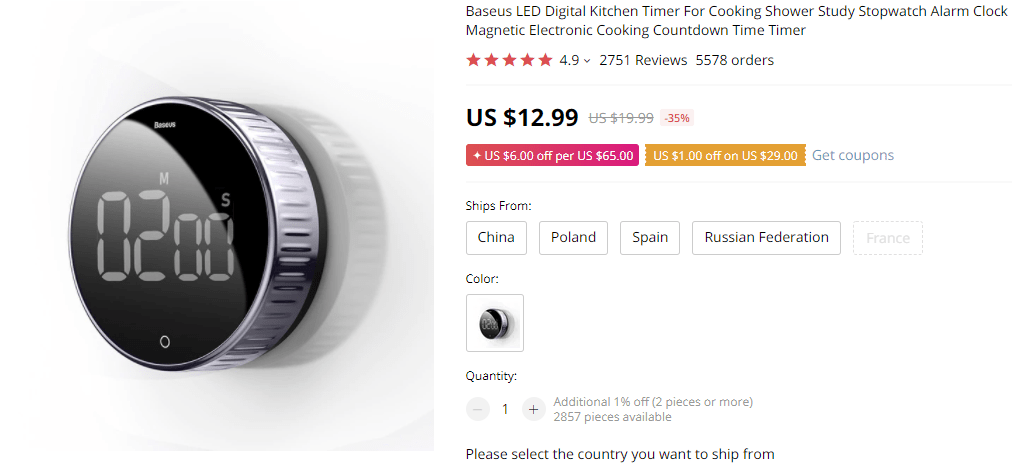 Baseus LED Digital Kitchen Timer For Cooking Shower Study Stopwatch Alarm Clock
Magnetic Electronic Cooking Countdown Time Timer
4.9 2751 Reviews 5578 orders
US $12.99 US $19.99 -35%
US $6.00 off per US $65.00 US $1.00 off on US $29.00 Get coupons
Ships From:
China Poland Spain Russian Federation France
Color:
Quantity:
1
Additional 1% off (2 pieces or more)
2857 pieces available
Please select the country you want to ship from
Baseus
M
S
0200